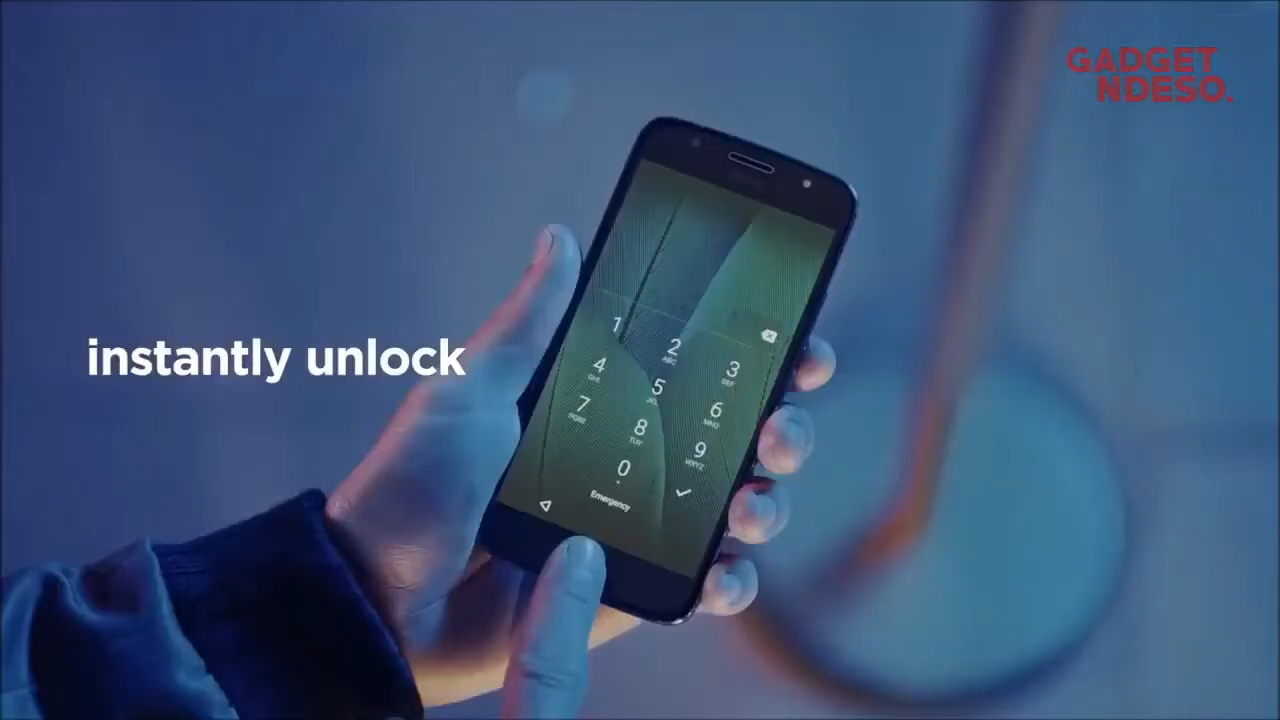 GADGET
NDESO.
instantly unlock
1
2
ABC
3
DEF
4
GHI
5
JKL
6
MNO
7
PQRS
8
TUV
9
WXYZ
0
+
Emergency